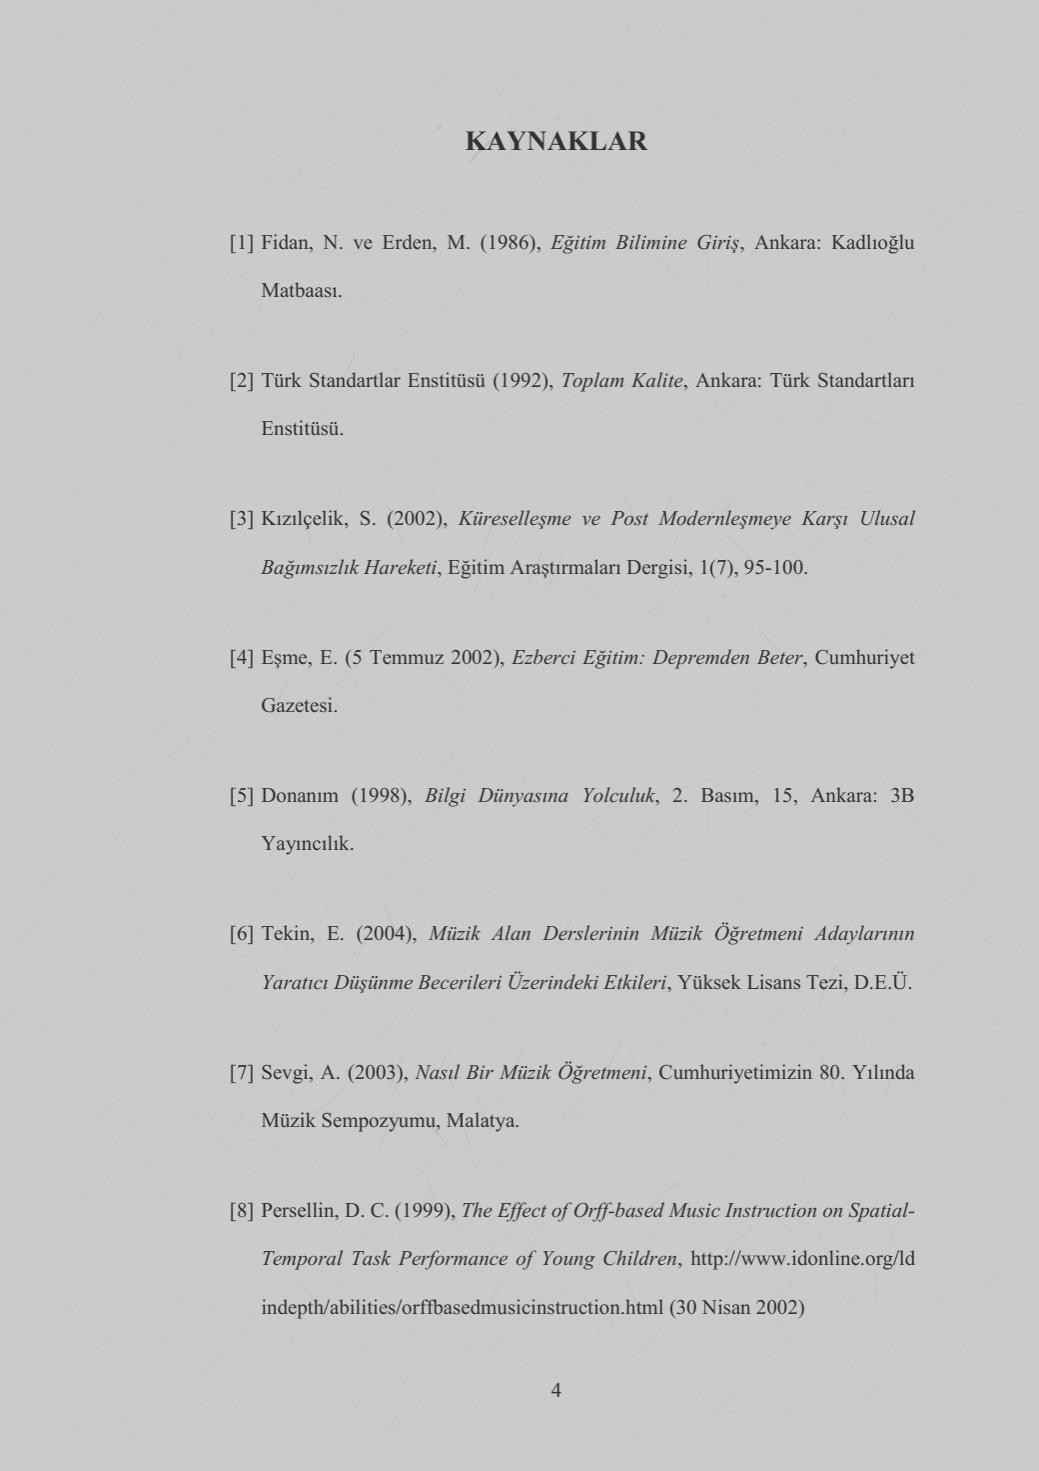 KAYNAKLAR
[1] Fidan, N. ve Erden, M. (1986), Eğitim Bilimine Giriş, Ankara: Kadlıoğlu
Matbaası.
[2] Türk Standartlar Enstitüsü (1992), Toplam Kalite, Ankara: Türk Standartları
Enstitüsü.
[3] Kızılçelik, S. (2002), Küreselleşme ve Post Modernleşmeye Karşı Ulusal
Bağımsızlık Hareketi, Eğitim Araştırmaları Dergisi, 1(7), 95-100.
[4] Eşme, E. (5 Temmuz 2002), Ezberci Eğitim: Depremden Beter, Cumhuriyet
Gazetesi.
[5] Donanım (1998), Bilgi Dünyasına Yolculuk, 2. Basım, 15, Ankara: 3B
Yayıncılık.
[6] Tekin, E. (2004), Müzik Alan Derslerinin Müzik Öğretmeni Adaylarının
Yaratıcı Düşünme Becerileri Üzerindeki Etkileri, Yüksek Lisans Tezi, D.E.Ü.
[7] Sevgi, A. (2003), Nasıl Bir Müzik Öğretmeni, Cumhuriyetimizin 80. Yılında
Müzik Sempozyumu, Malatya.
[8] Persellin, D. C. (1999), The Effect of Orff-based Music Instruction on Spatial-
Temporal Task Performance of Young Children, http://www.idonline.org/ld
indepth/abilities/orffbasedmusicinstruction.html (30 Nisan 2002)
4